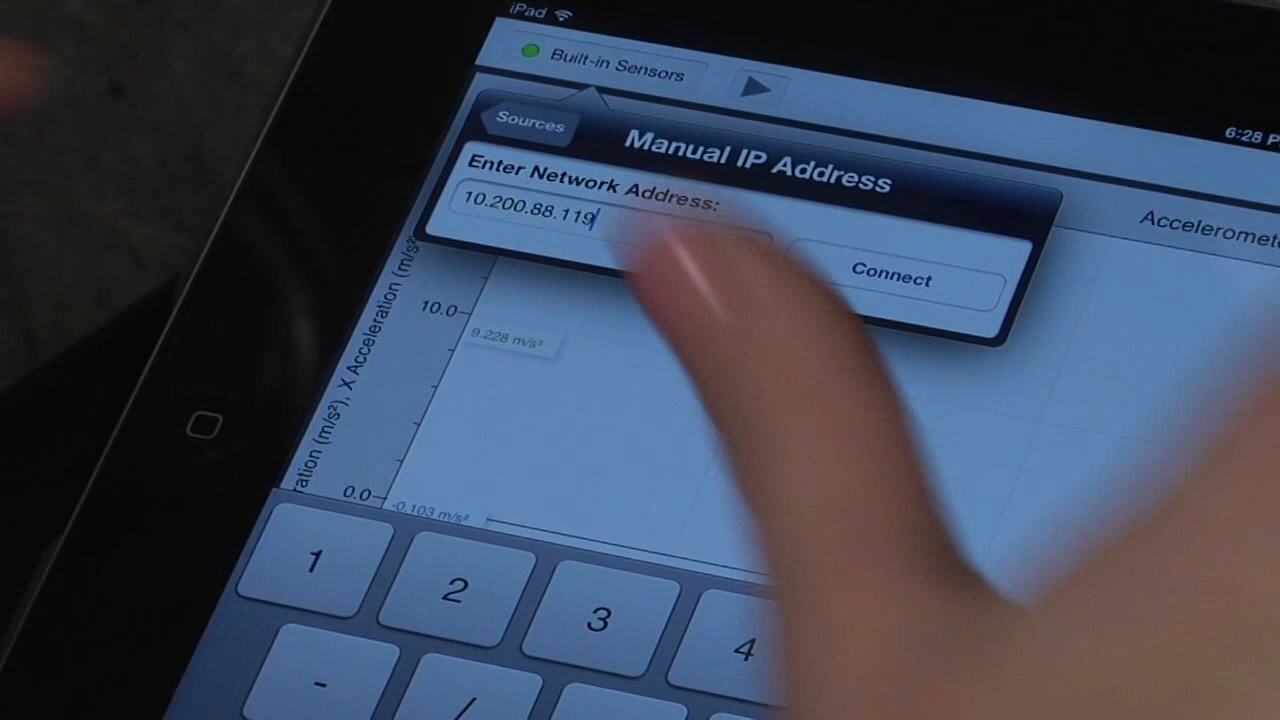 iPad
6:28 P
Built-in Sensors
Sources
Manual IP Address
Enter Network Address:
10.200.88.119
Connect
Acceleromet
ration (m/s²), X Acceleration (m/s²
10.0
9.228 m/s²
0.0
-0.103 m/s²
1
2
3
4
-
/